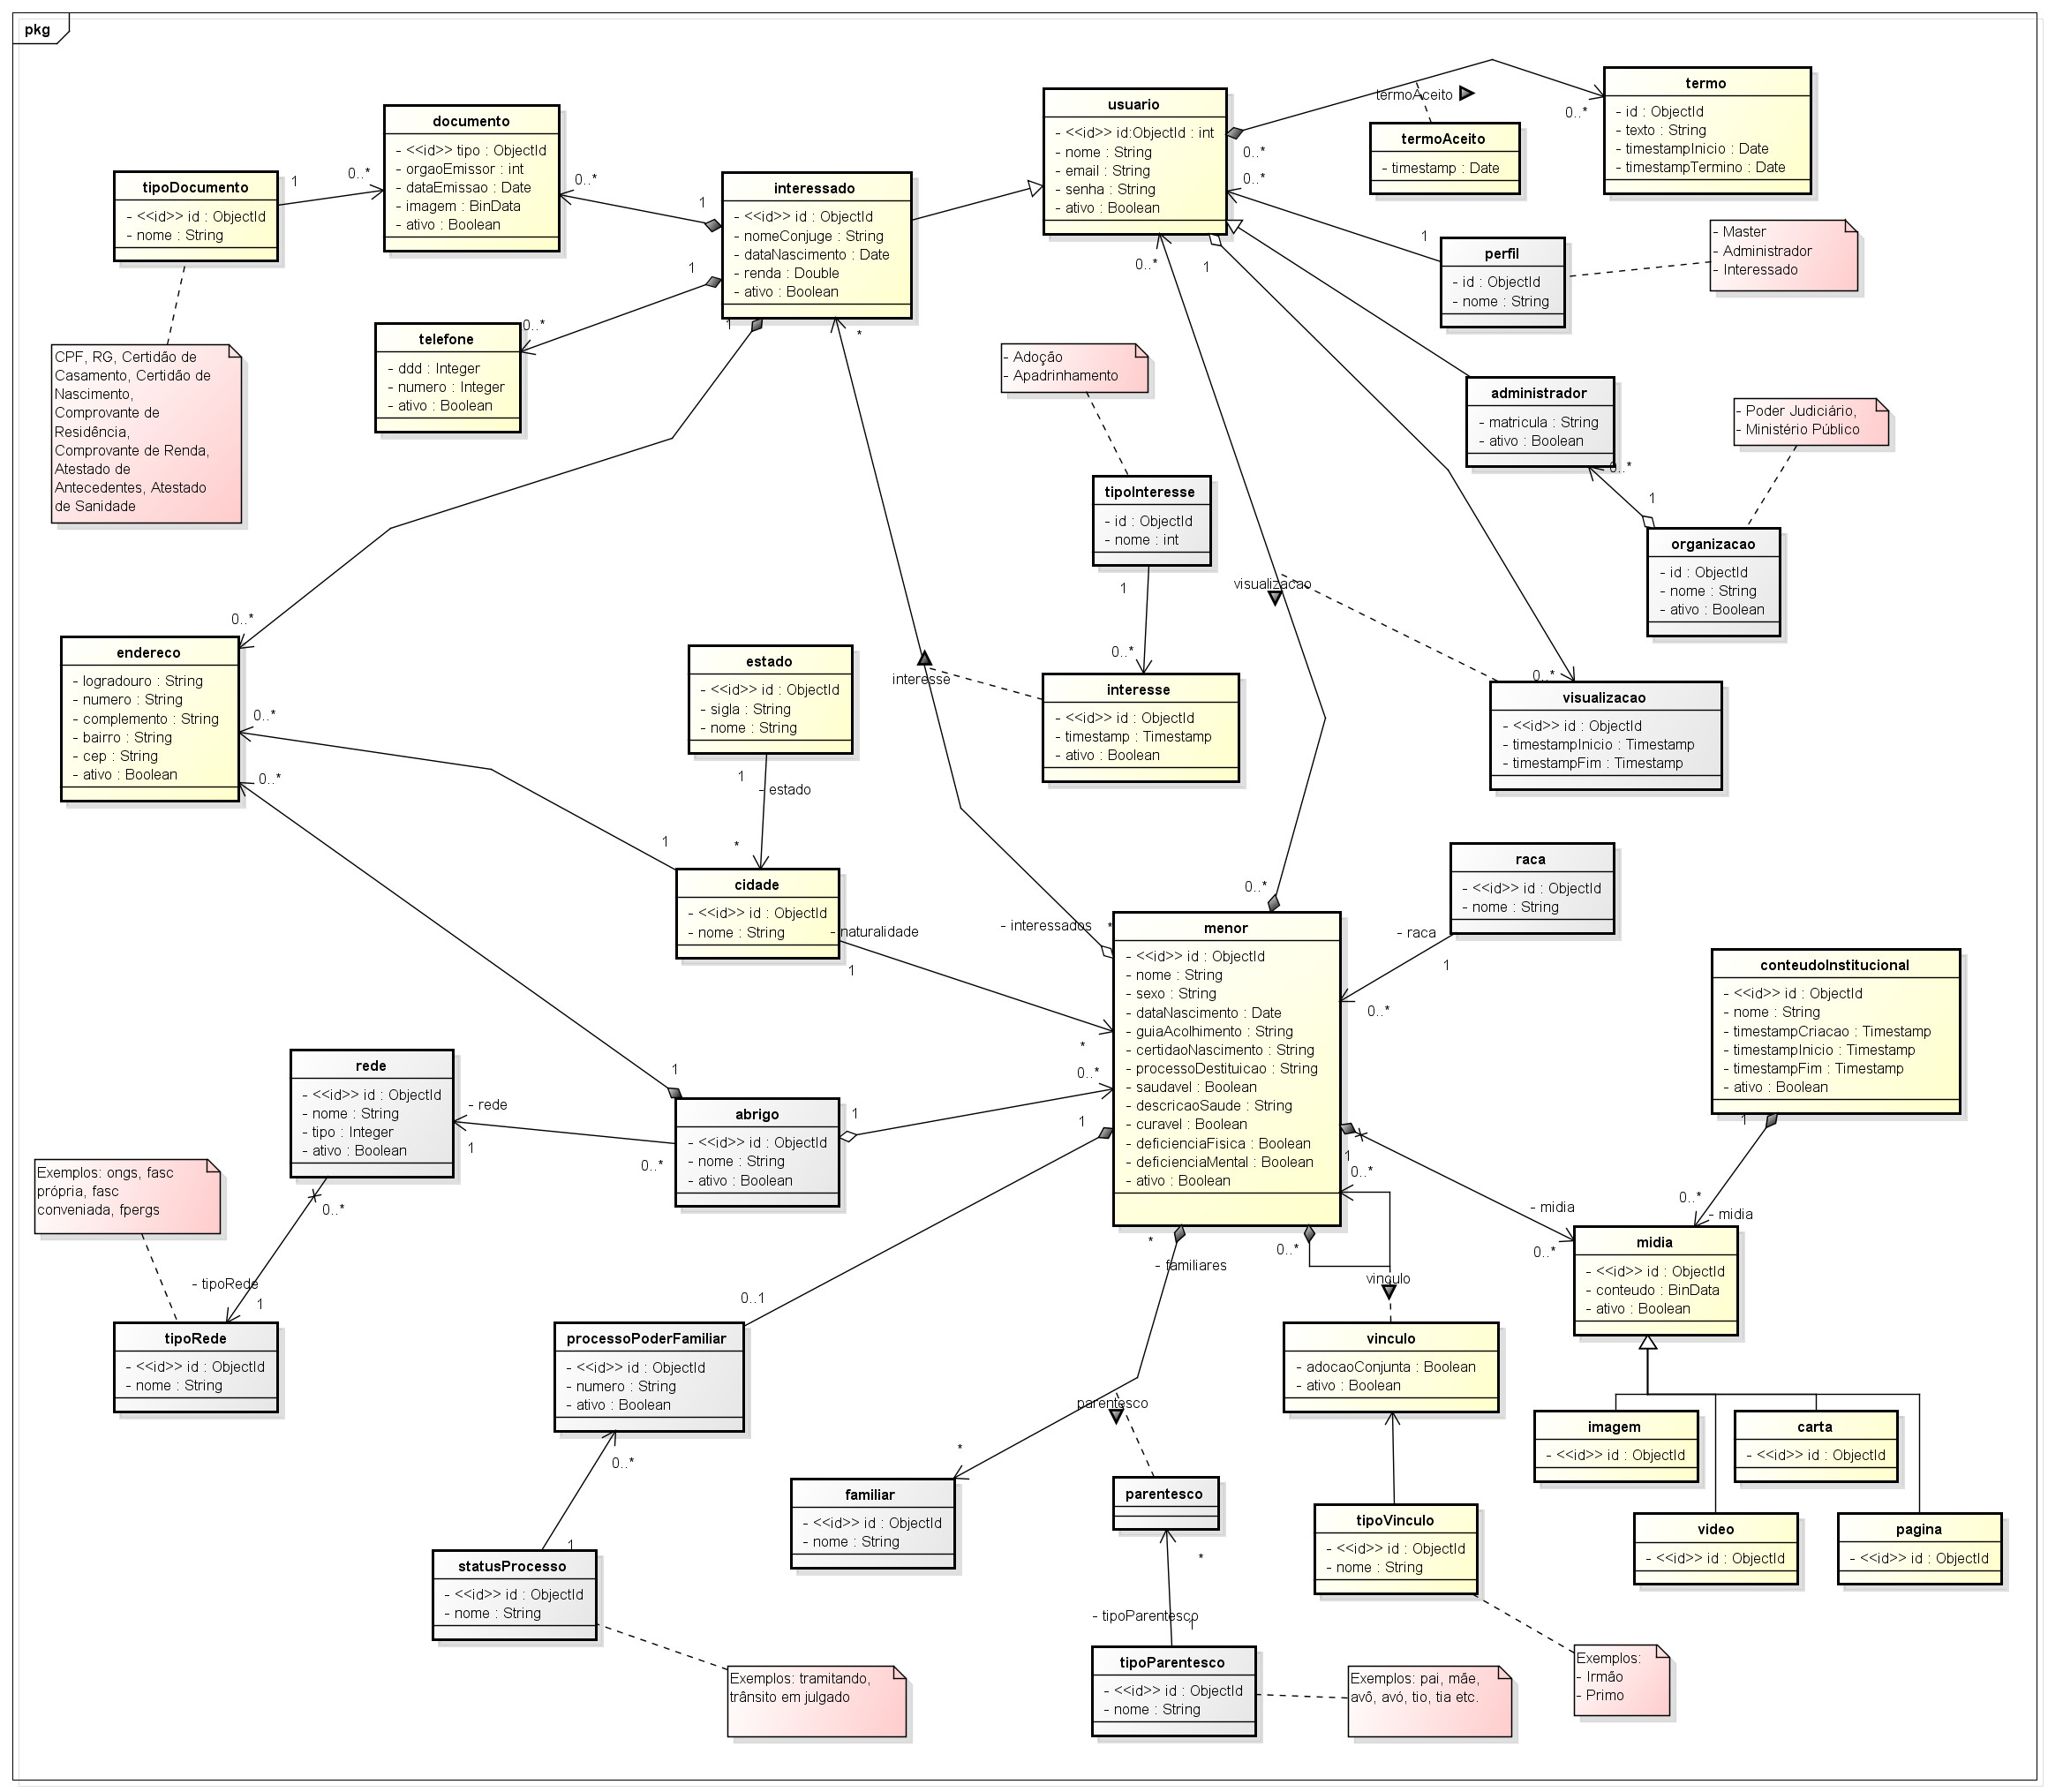 pkg
documento
- <<id>> tipo : ObjectId
- orgaoEmissor : int
- dataEmissao : Date
- imagem : BinData
- ativo : Boolean
tipoDocumento
- <<id>> id : ObjectId
- nome : String
1
0..*
0..*
1
CPF, RG, Certidão de
Casamento, Certidão de
Nascimento,
Comprovante de
Residência,
Comprovante de Renda,
Atestado de
Antecedentes, Atestado
de Sanidade
interessado
- <<id>> id : ObjectId
- nomeConjuge : String
- dataNascimento : Date
- renda : Double
- ativo : Boolean
1
0..*
1
*
telefone
- ddd : Integer
- numero : Integer
- ativo : Boolean
usuario
- <<id>> id:ObjectId : int
- nome : String
- email : String
- senha : String
- ativo : Boolean
0..*
0..*
0..*
1
termoAceito
0..*
termoAceito
- timestamp : Date
termo
- id : ObjectId
- texto : String
- timestampInicio : Date
- timestampTermino : Date
1
perfil
- id : ObjectId
- nome : String
- Master
- Administrador
- Interessado
- Adoção
- Apadrinhamento
administrador
- matricula : String
- ativo : Boolean
0..*
1
- Poder Judiciário,
- Ministério Público
organizacao
- id : ObjectId
- nome : String
- ativo : Boolean
tipoInteresse
- id : ObjectId
- nome : int
1
0..*
visualizacao
interesse
interesse
- <<id>> id : ObjectId
- timestamp : Timestamp
- ativo : Boolean
0..*
visualizacao
- <<id>> id : ObjectId
- timestampInicio : Timestamp
- timestampFim : Timestamp
0..*
endereco
- logradouro : String
- numero : String
- complemento : String
- bairro : String
- cep : String
- ativo : Boolean
0..*
0..*
estado
- <<id>> id : ObjectId
- sigla : String
- nome : String
1
- estado
*
1
cidade
- <<id>> id : ObjectId
- nome : String
- naturalidade
1
- interessados
*
0..*
menor
- <<id>> id : ObjectId
- nome : String
- sexo : String
- dataNascimento : Date
- guiaAcolhimento : String
- certidaoNascimento : String
- processoDestituicao : String
- saudavel : Boolean
- descricaoSaude : String
- curavel : Boolean
- deficienciaFisica : Boolean
- deficienciaMental : Boolean
- ativo : Boolean
*
0..*
1
raca
- <<id>> id : ObjectId
- nome : String
- raca
1
0..*
conteudoInstitucional
- <<id>> id : ObjectId
- nome : String
- timestampCriacao : Timestamp
- timestampInicio : Timestamp
- timestampFim : Timestamp
- ativo : Boolean
1
0..*
- midia
rede
- <<id>> id : ObjectId
- nome : String
- tipo : Integer
- ativo : Boolean
- rede
1
0..*
1
abrigo
- <<id>> id : ObjectId
- nome : String
- ativo : Boolean
1
Exemplos: ongs, fasc
própria, fasc
conveniada, fpergs
0..*
- tipoRede
1
tipoRede
- <<id>> id : ObjectId
- nome : String
1
0..*
- midia
0..*
midia
- <<id>> id : ObjectId
- conteudo : BinData
- ativo : Boolean
*
- familiares
0..*
vinculo
0..1
processoPoderFamiliar
- <<id>> id : ObjectId
- numero : String
- ativo : Boolean
0..*
vinculo
- adocaoConjunta : Boolean
- ativo : Boolean
imagem
- <<id>> id : ObjectId
carta
- <<id>> id : ObjectId
video
- <<id>> id : ObjectId
pagina
- <<id>> id : ObjectId
parentesco
*
familiar
- <<id>> id : ObjectId
- nome : String
parentesco
*
tipoVinculo
- <<id>> id : ObjectId
- nome : String
1
statusProcesso
- <<id>> id : ObjectId
- nome : String
- tipoParentesco
1
tipoParentesco
- <<id>> id : ObjectId
- nome : String
Exemplos: tramitando,
trânsito em julgado
Exemplos: pai, mãe,
avô, avó, tio, tia etc.
Exemplos:
- Irmão
- Primo